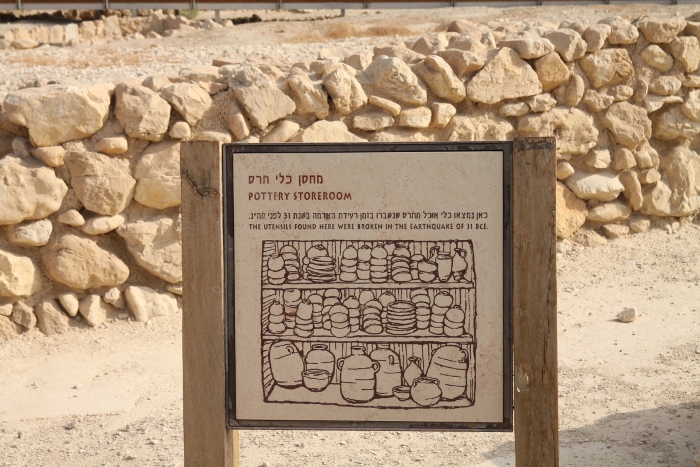 מחסן כלי חרס
POTTERY STOREROOM
כאן נמצאו כלי אוכל מחרס שנשברו בזמן רעידת האדמה בשנת 31 לפני סה״נ.
THE UTENSILS FOUND HERE WERE BROKEN IN THE EARTHQUAKE OF 31 BCE.